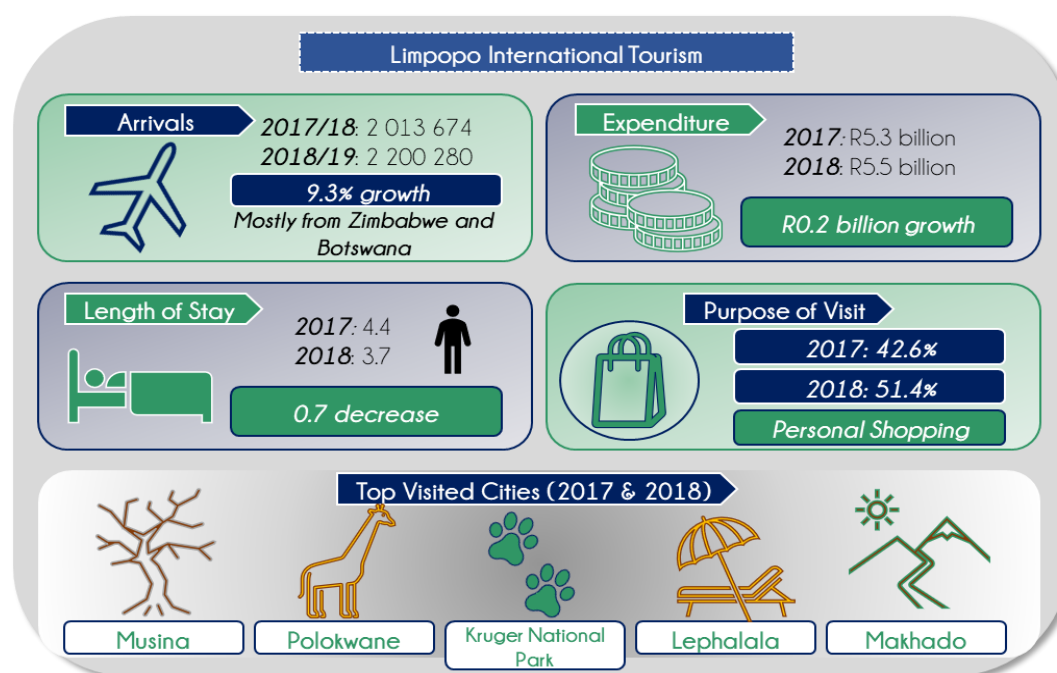 Limpopo International Tourism
Arrivals
2017/18: 2 013 674
2018/19: 2 200 280
9.3% growth
Mostly from Zimbabwe and
Botswana
Expenditure
2017: R5.3 billion
2018: R5.5 billion
R0.2 billion growth
Length of Stay
2017: 4.4
2018: 3.7
0.7 decrease
Purpose of Visit
2017: 42.6%
2018: 51.4%
Personal Shopping
Top Visited Cities (2017 & 2018)
Musina
Polokwane
Kruger National
Park
Lephalala
Makhado